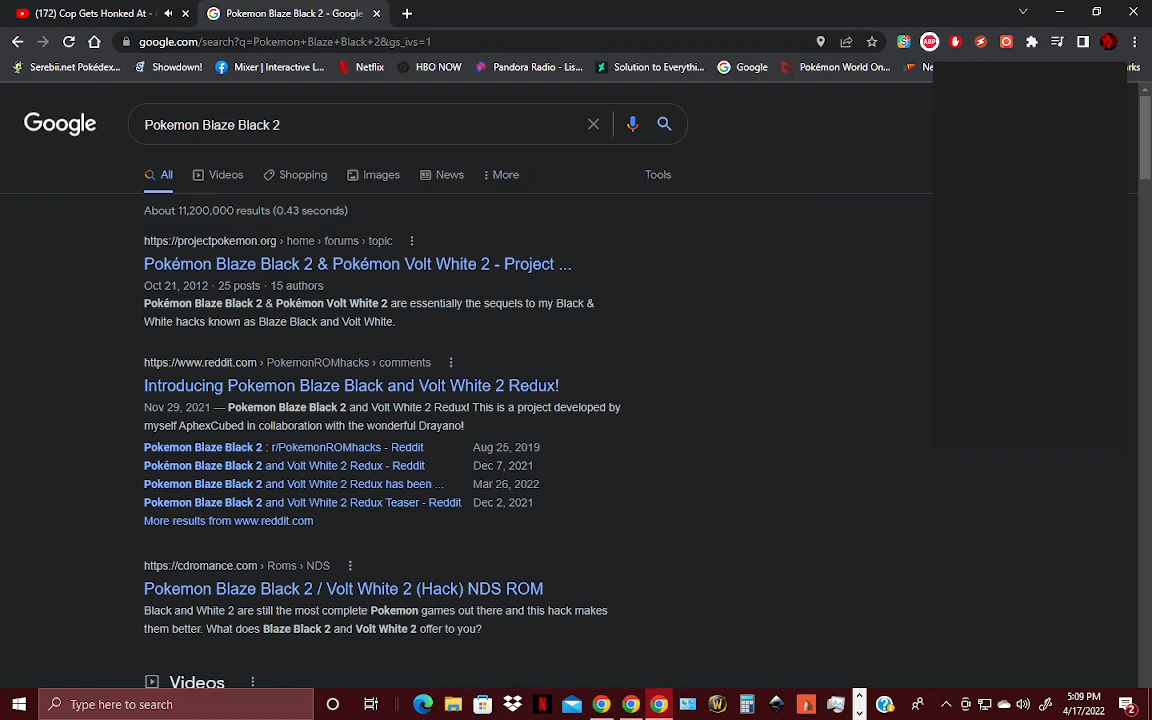 (172) Cop Gets Honked At -
Pokemon Blaze Black 2 - Google
google.com/search?q=Pokemon+Blaze+Black+2&gs_ivs=1
Serebii.net Pokédex...
Showdown!
Mixer | Interactive L...
Netflix
HBO NOW
Pandora Radio - Lis...
Solution to Everythi...
Google
Pokémon World On...
Google
Pokemon Blaze Black 2
All
Videos
Shopping
Images
News
More
Tools
About 11,200,000 results (0.43 seconds)
https://projectpokemon.org › home › forums › topic
Pokémon Blaze Black 2 & Pokémon Volt White 2 - Project ...
Oct 21, 2012 · 25 posts · 15 authors
Pokémon Blaze Black 2 & Pokémon Volt White 2 are essentially the sequels to my Black &
White hacks known as Blaze Black and Volt White.
https://www.reddit.com › PokemonROMhacks › comments
Introducing Pokemon Blaze Black and Volt White 2 Redux!
Nov 29, 2021 — Pokemon Blaze Black 2 and Volt White 2 Redux! This is a project developed by
myself AphexCubed in collaboration with the wonderful Drayano!
Pokemon Blaze Black 2 : r/PokemonROMhacks - Reddit Aug 25, 2019
Pokémon Blaze Black 2 and Volt White 2 Redux - Reddit Dec 7, 2021
Pokemon Blaze Black 2 and Volt White 2 Redux has been ... Mar 26, 2022
Pokemon Blaze Black 2 and Volt White 2 Redux Teaser - Reddit Dec 2, 2021
More results from www.reddit.com
https://cdromance.com › Roms › NDS
Pokemon Blaze Black 2 / Volt White 2 (Hack) NDS ROM
Black and White 2 are still the most complete Pokemon games out there and this hack makes
them better. What does Blaze Black 2 and Volt White 2 offer to you?
Videos
Type here to search
5:09 PM
4/17/2022
2